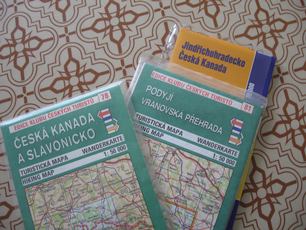 EDICE KLUBU ČESKÝCH TURISTŮ 78
ČESKÁ KANADA
A SLAVONICKO
TURISTICKÁ MAPA WANDERKARTE
HIKING MAP 1:50 000
EDICE KLUBU ČESKÝCH TURISTŮ 81
PODYJÍ
VRANOVSKÁ PŘEHRADA
TURISTICKÁ MAPA WANDERKARTE
HIKING MAP 1:50 000
Jindřichohradecko
Česká Kanada